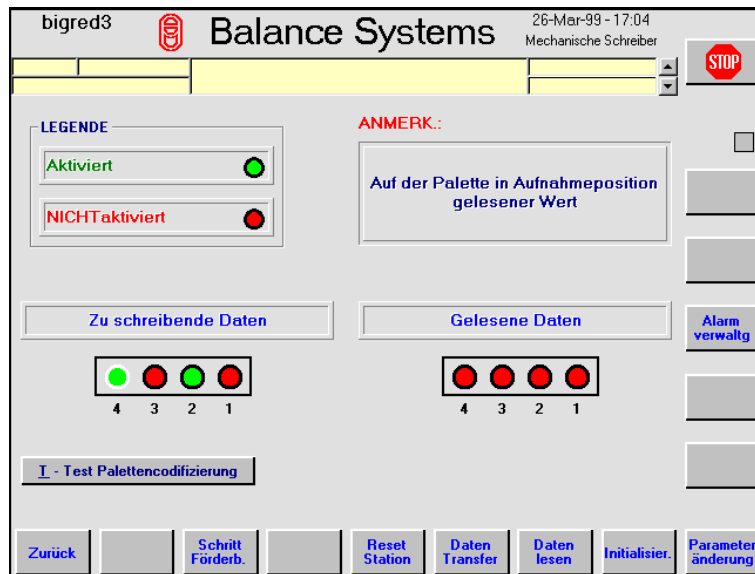 bigred3
Balance Systems
26-Mar-99 - 17:04
Mechanische Schreiber
STOP
LEGENDE
Aktiviert
NICHTaktiviert
ANMERK.:
Auf der Palette in Aufnahmeposition
gelesener Wert
Zu schreibende Daten
Gelesene Daten
4 3 2 1
4 3 2 1
Alarm
verwaltg
T - Test Palettencodifizierung
Zurück
Schritt
Förderb.
Reset
Station
Daten
Transfer
Daten
lesen
Initialisier.
Parameter
änderung